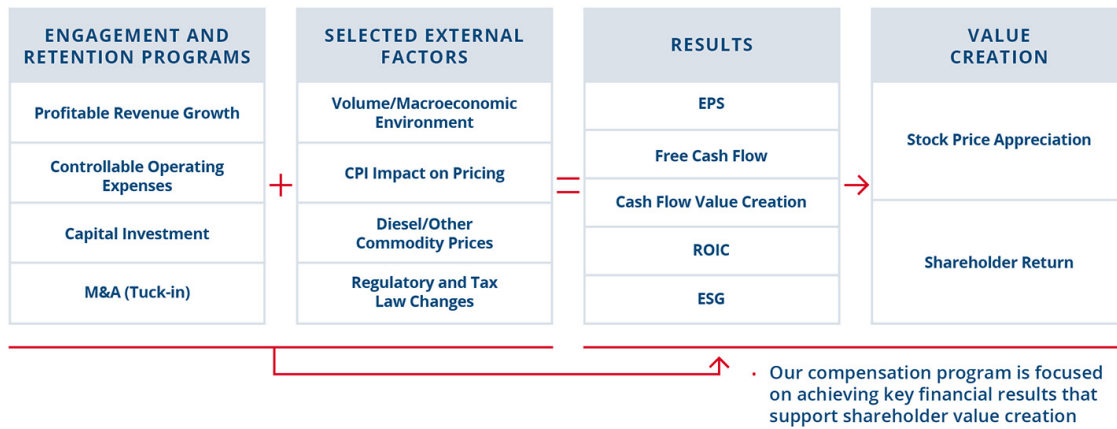 ENGAGEMENT AND
RETENTION PROGRAMS
Profitable Revenue Growth
Controllable Operating
Expenses
Capital Investment
M&A (Tuck-in)
+
SELECTED EXTERNAL
FACTORS
Volume/Macroeconomic
Environment
CPI Impact on Pricing
Diesel/Other
Commodity Prices
Regulatory and Tax
Law Changes
=
RESULTS
EPS
Free Cash Flow
Cash Flow Value Creation
ROIC
ESG
VALUE
CREATION
Stock Price Appreciation
Shareholder Return
· Our compensation program is focused
on achieving key financial results that
support shareholder value creation